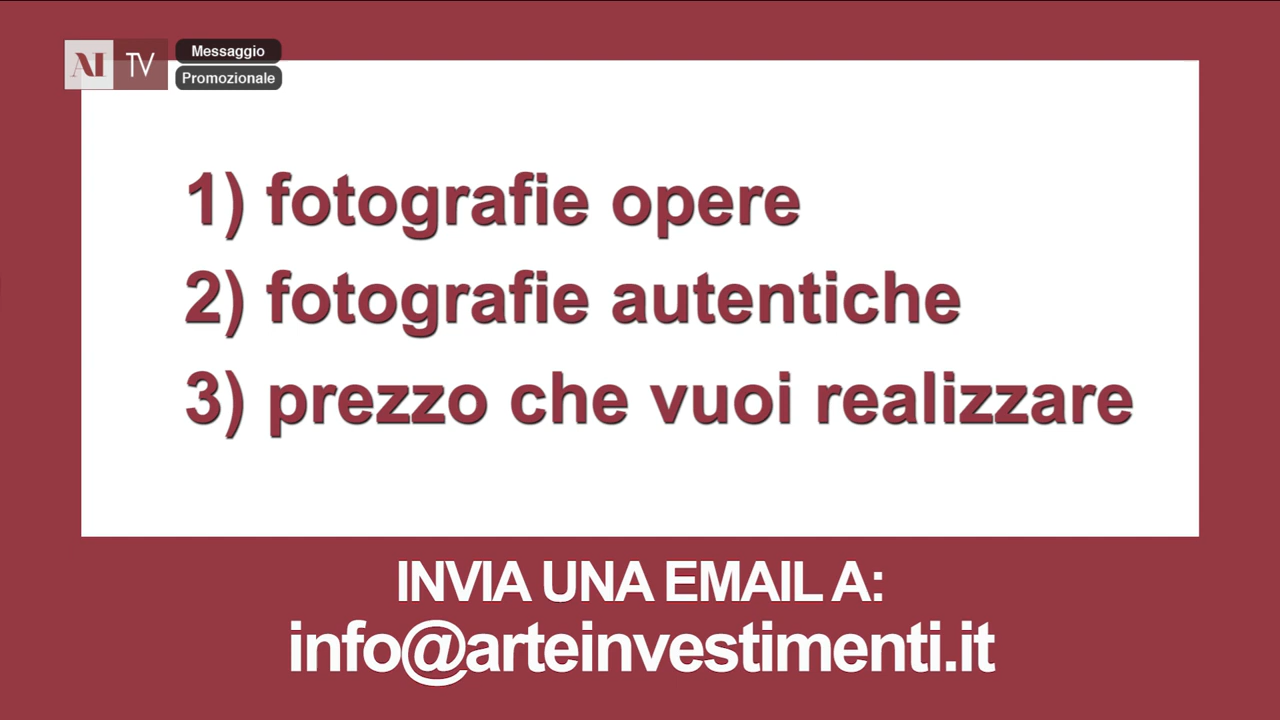 AI TV
Messaggio
Promozionale
1) fotografie opere
2) fotografie autentiche
3) prezzo che vuoi realizzare
INVIA UNA EMAIL A:
info@arteinvestimenti.it